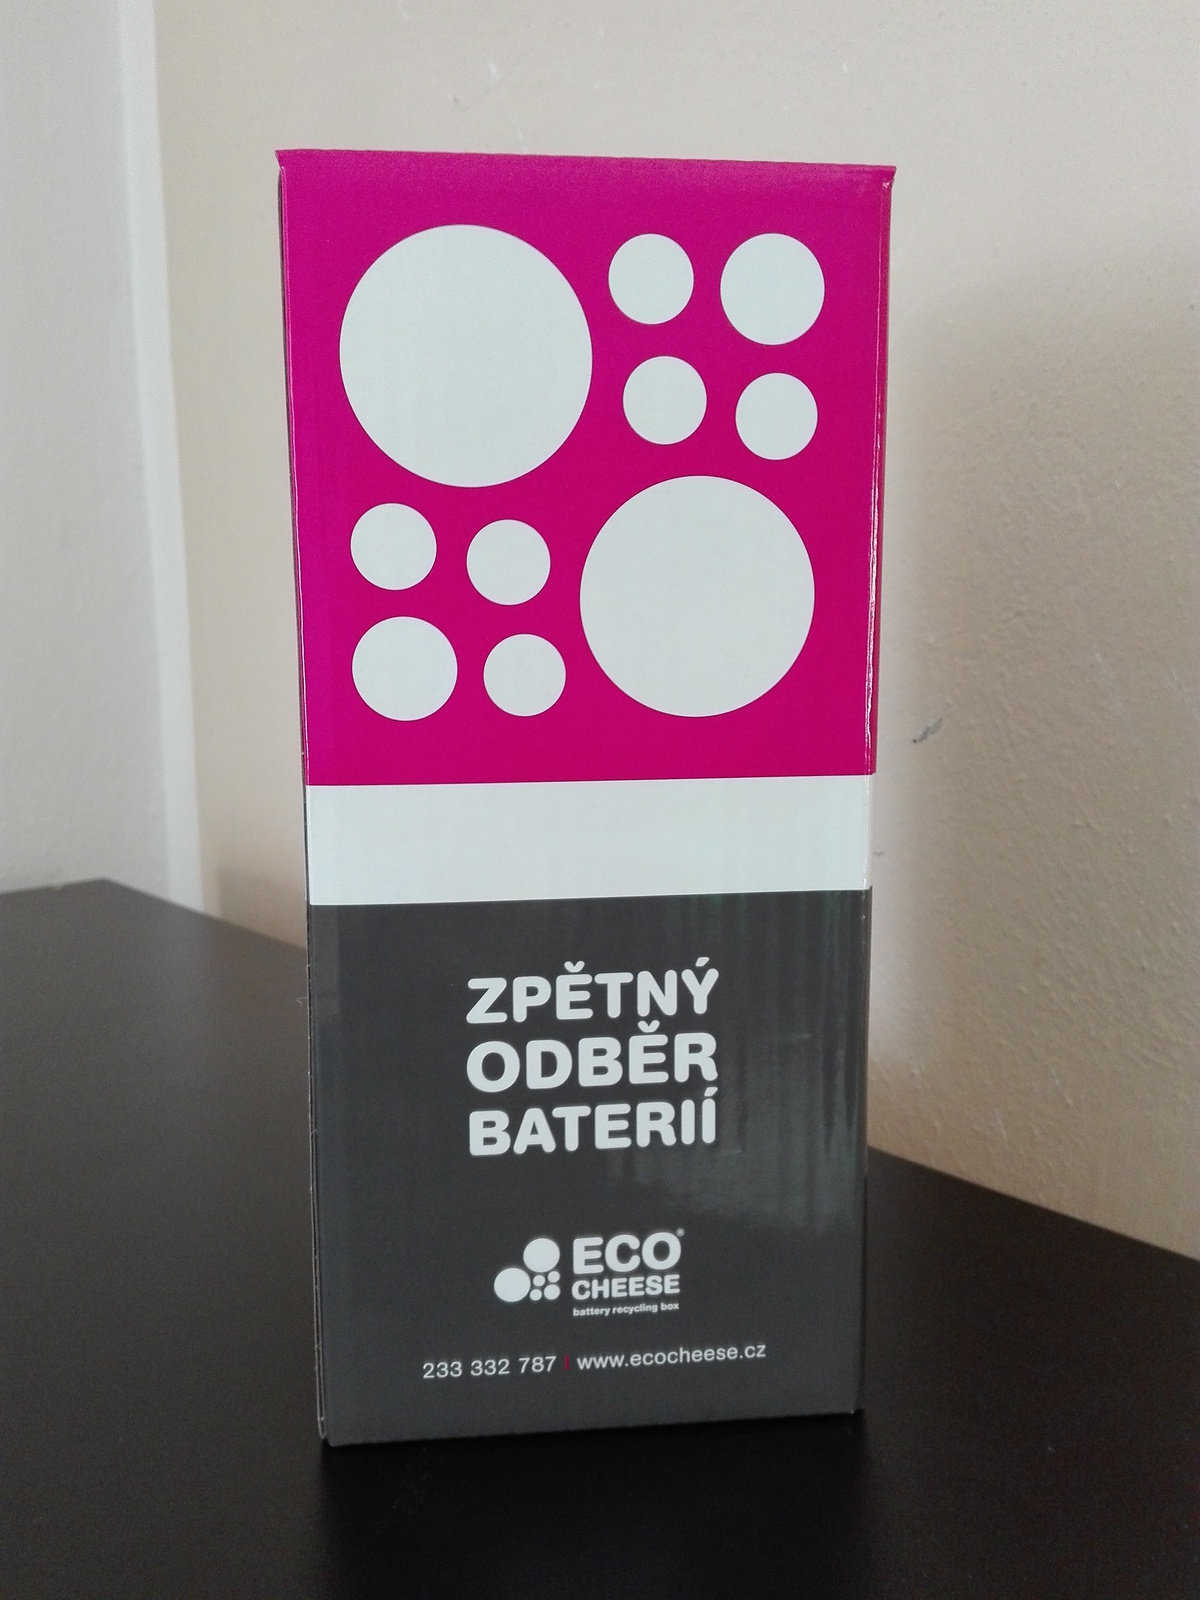 ZPĚTNÝ
ODBĚR
BATERIÍ
ECO®
CHEESE
battery recycling box
233 332 787 | www.ecocheese.cz